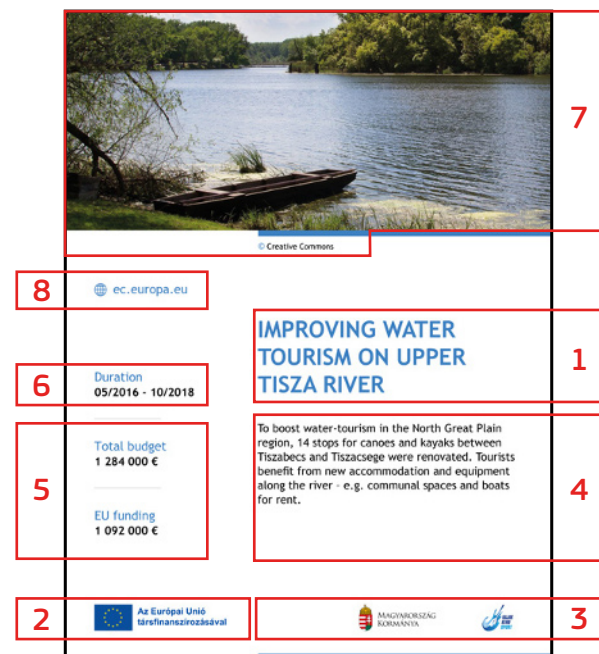 7
© Creative Commons
8
ec.europa.eu
IMPROVING WATER
TOURISM ON UPPER
TISZA RIVER
1
6
Duration
05/2016 - 10/2018
To boost water-tourism in the North Great Plain
region, 14 stops for canoes and kayaks between
Tiszabecs and Tiszacsege were renovated. Tourists
benefit from new accommodation and equipment
along the river - e.g. communal spaces and boats
for rent.
4
5
Total budget
1 284 000 €
EU funding
1 092 000 €
2
Az Európai Unió
társfinanszírozásával
MAGYARORSZÁG
KORMÁNYA
3